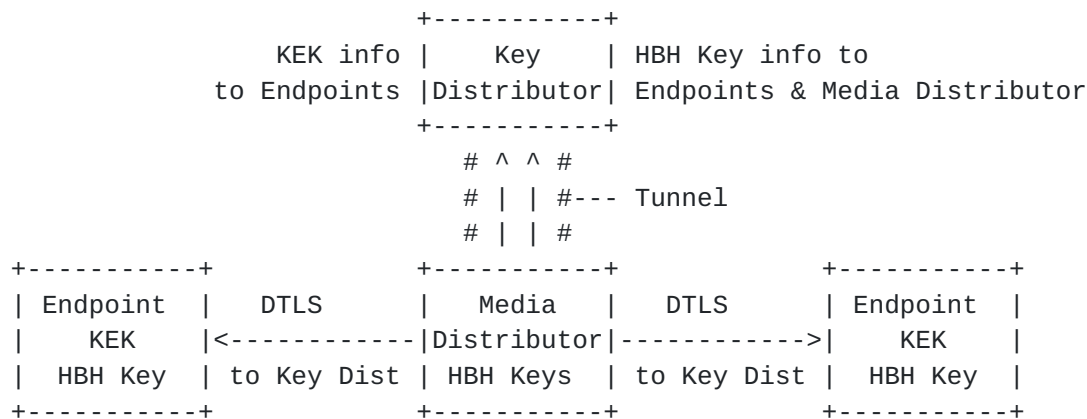 +-----------+
                   KEK info |    Key    | HBH Key info to
               to Endpoints |Distributor| Endpoints & Media Distributor
                            +-----------+
                               # ^ ^ #
                               # | | #--- Tunnel
                               # | | #
+-----------+               +-----------+               +-----------+
| Endpoint  |   DTLS        |   Media   |   DTLS        | Endpoint  |
|    KEK    |<------------|Distributor|------------>|    KEK    |
|  HBH Key  | to Key Dist | HBH Keys  | to Key Dist |  HBH Key  |
+-----------+               +-----------+               +-----------+